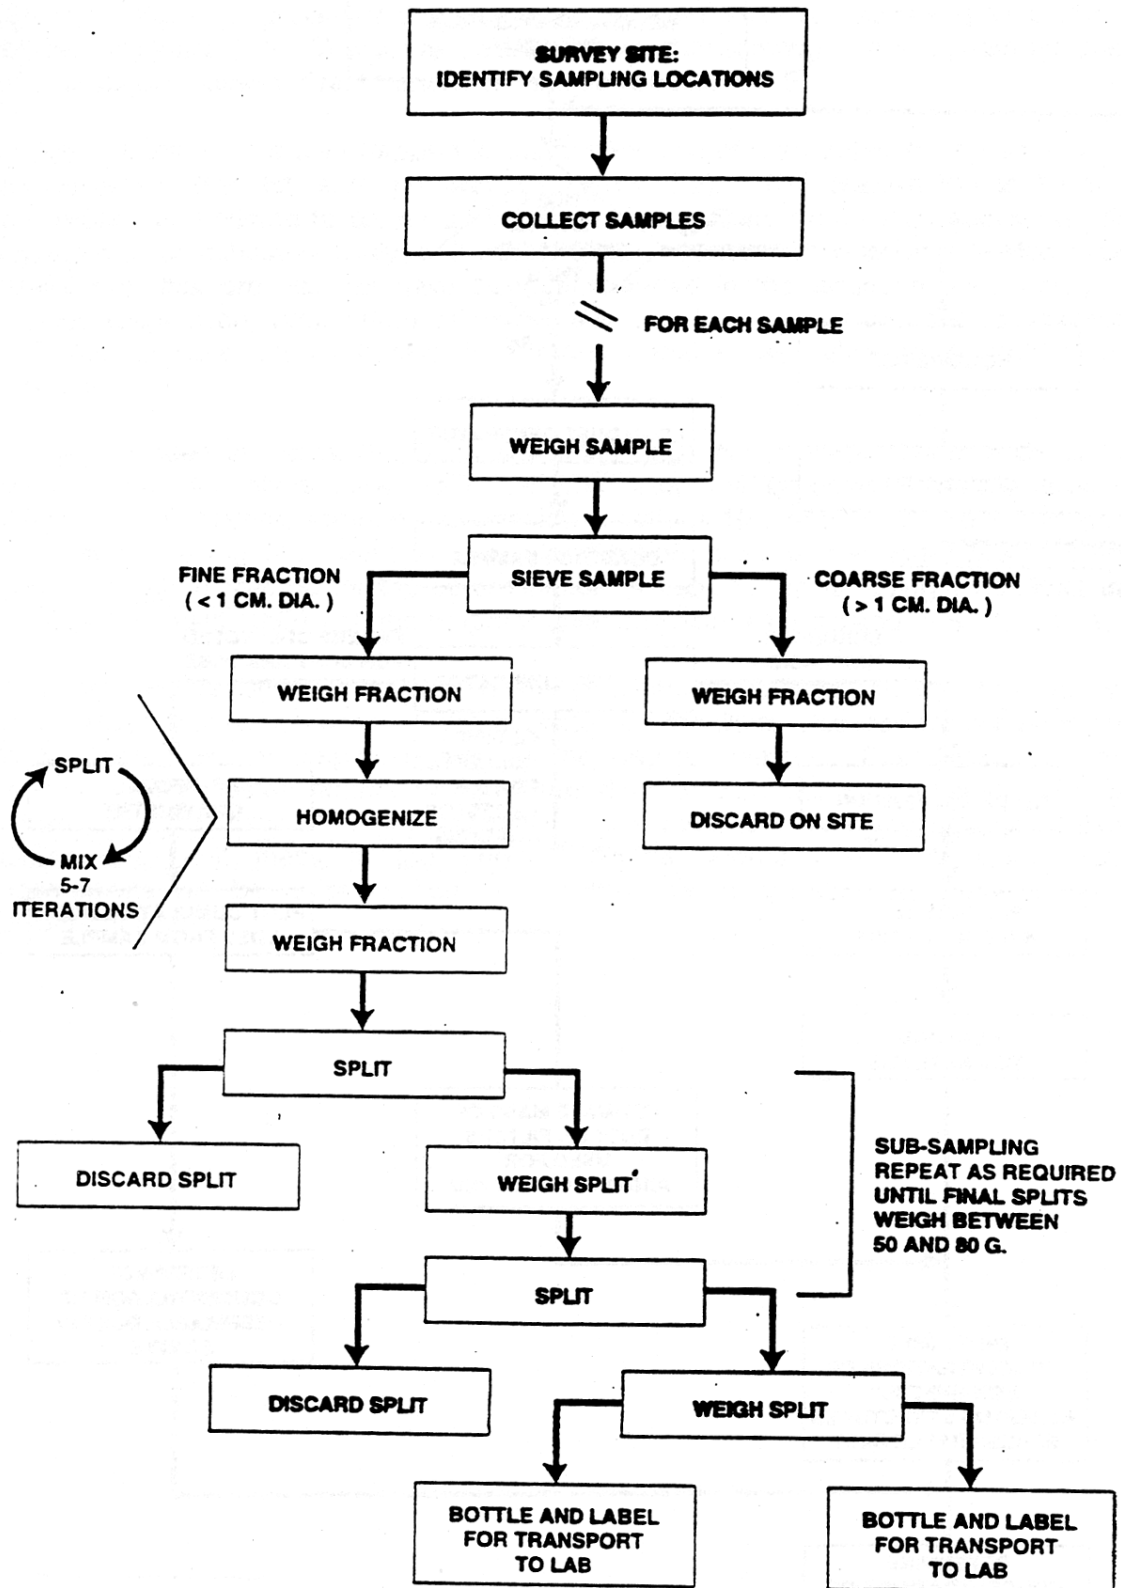 SURVEY SITE:
IDENTIFY SAMPLING LOCATIONS
COLLECT SAMPLES
FOR EACH SAMPLE
WEIGH SAMPLE
SIEVE SAMPLE
FINE FRACTION
( < 1 CM. DIA. )
COARSE FRACTION
( > 1 CM. DIA. )
WEIGH FRACTION
WEIGH FRACTION
SPLIT
MIX
5-7
ITERATIONS
HOMOGENIZE
DISCARD ON SITE
WEIGH FRACTION
SPLIT
DISCARD SPLIT
WEIGH SPLIT
SUB-SAMPLING
REPEAT AS REQUIRED
UNTIL FINAL SPLITS
WEIGH BETWEEN
50 AND 80 G.
SPLIT
DISCARD SPLIT
WEIGH SPLIT
BOTTLE AND LABEL
FOR TRANSPORT
TO LAB
BOTTLE AND LABEL
FOR TRANSPORT
TO LAB